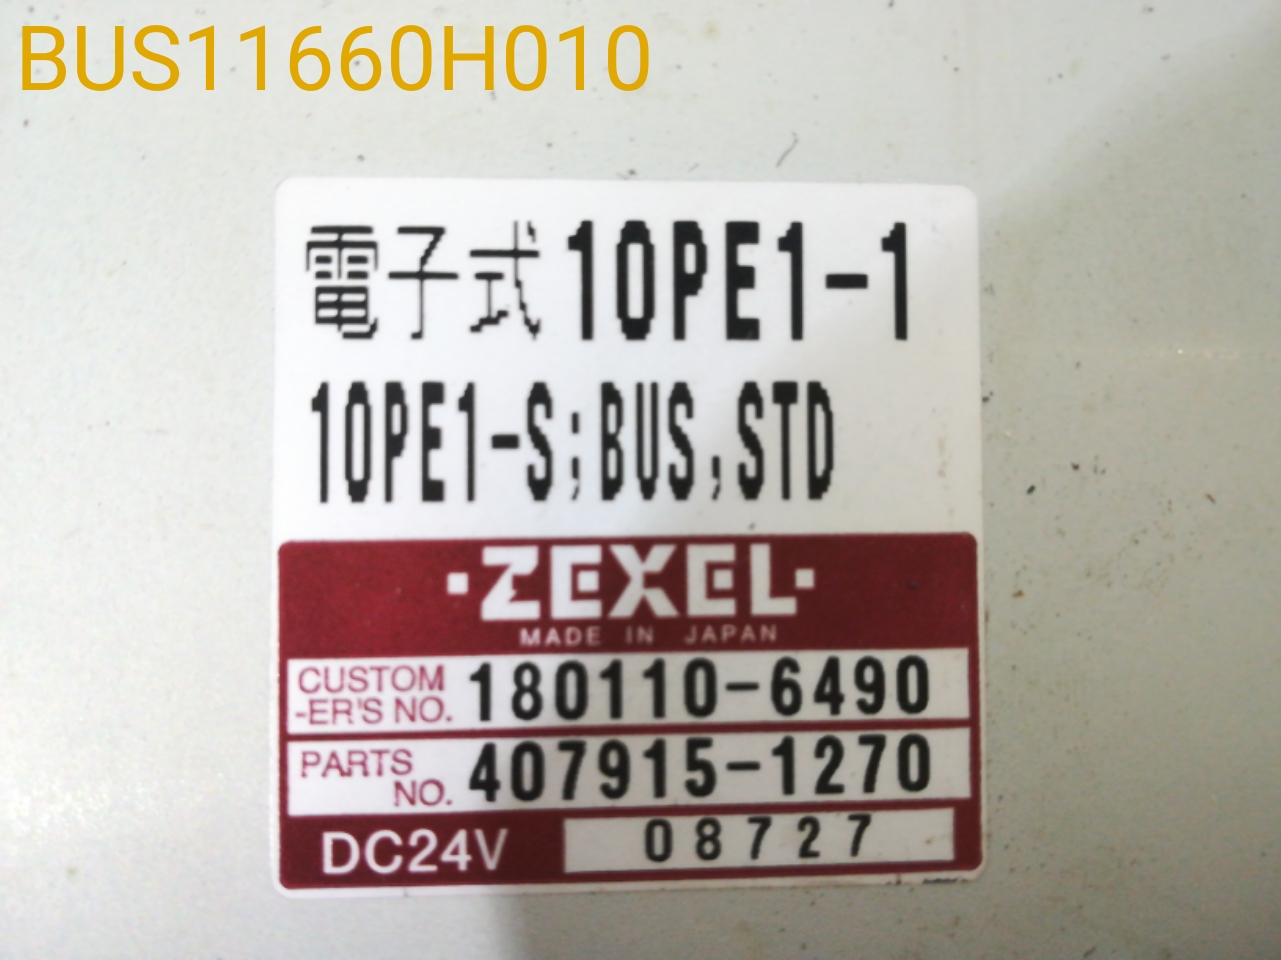 BUS11660H010
電子式10PE1-1
10PE1-S;BUS,STD
ZEXEL
MADE IN JAPAN
CUSTOM
-ER'S NO. 180110-6490
PARTS
NO. 407915-1270
DC24V 08727